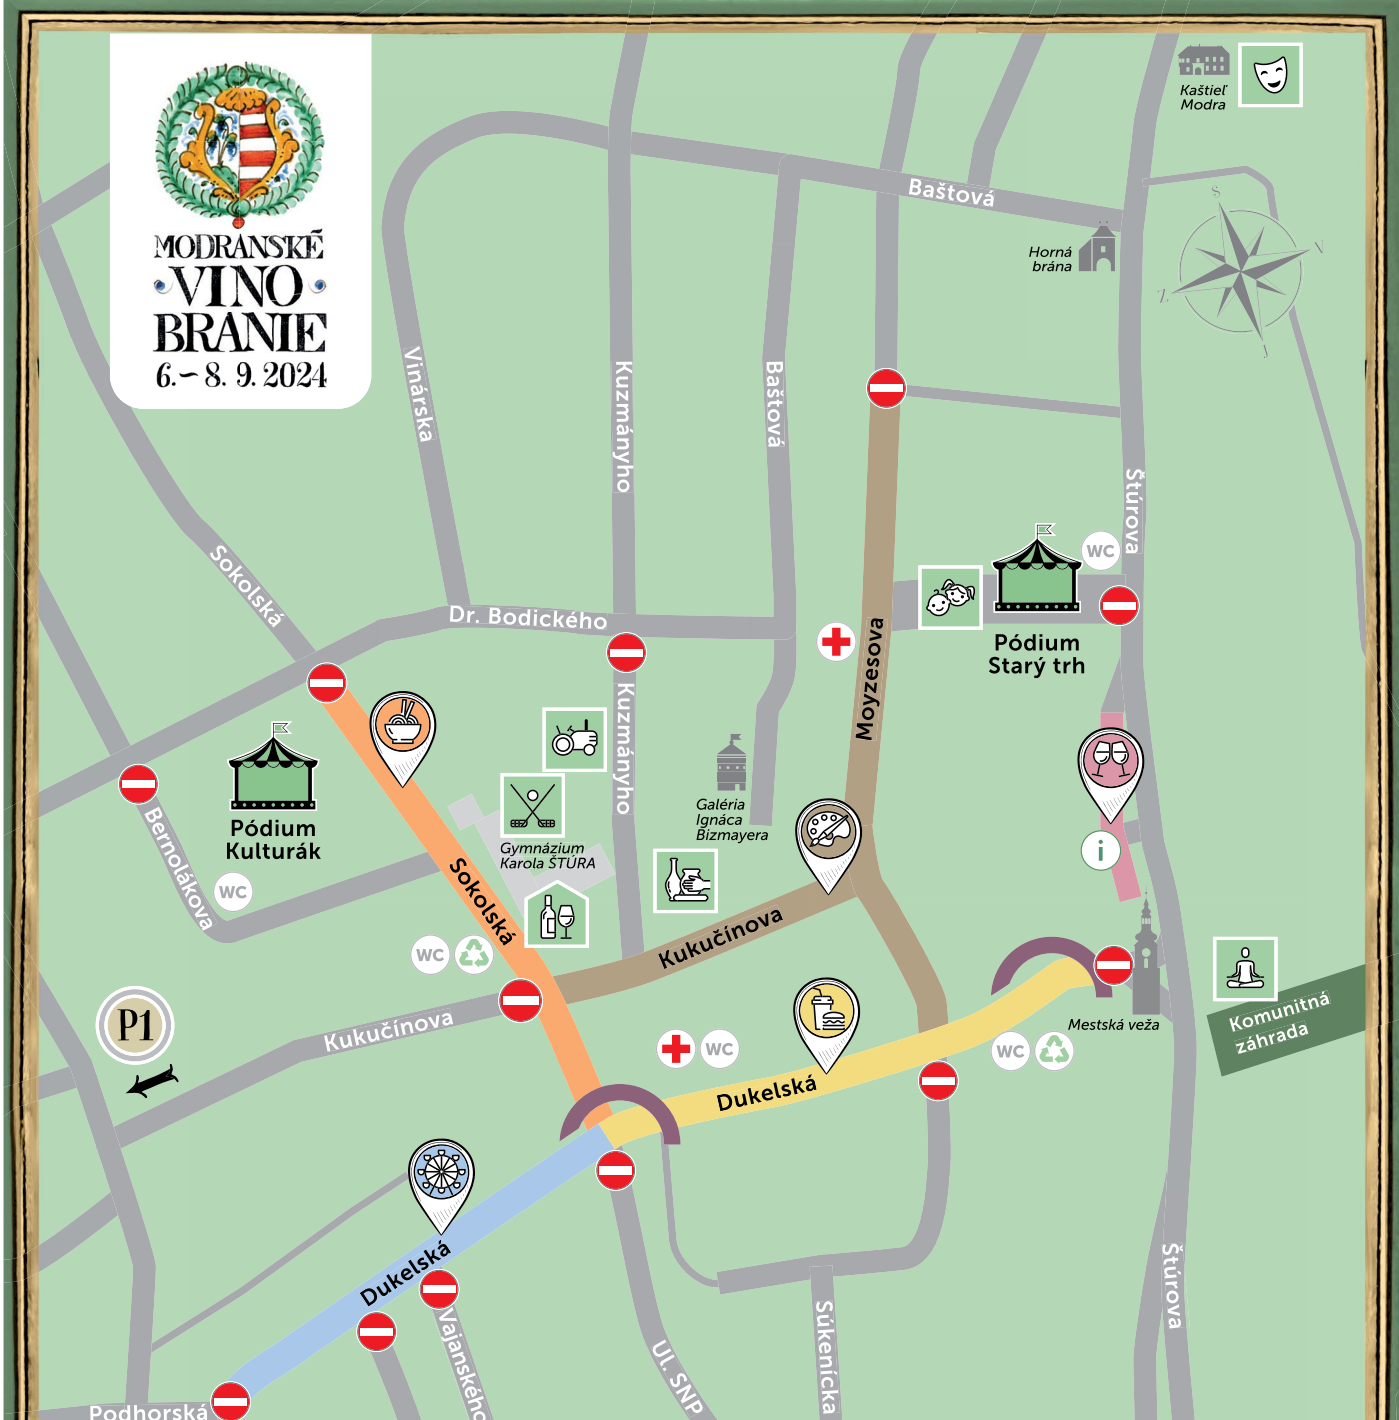 MODRANSKÉ
VINO
BRANIE
6.–8. 9. 2024
Kaštieľ
Modra
S
V
Z
J
Baštová
Horná
brána
Vinárska
Kuzmányho
Baštová
Štúrova
Sokolská
Dr. Bodického
WC
Pódium
Starý trh
Moyzesova
Kuzmányho
Pódium
Kulturák
Bernolákova
WC
Galéria
Ignáca
Bizmayera
Gymnázium
Karola ŠTÚRA
i
Sokolská
Kukučínova
WC
P1
Kukučínova
Mestská veža
Komunitná
záhrada
WC
WC
Dukelská
Dukelská
Vajanského
Ul. SNP
Súkenícka
Štúrova
Podhorská